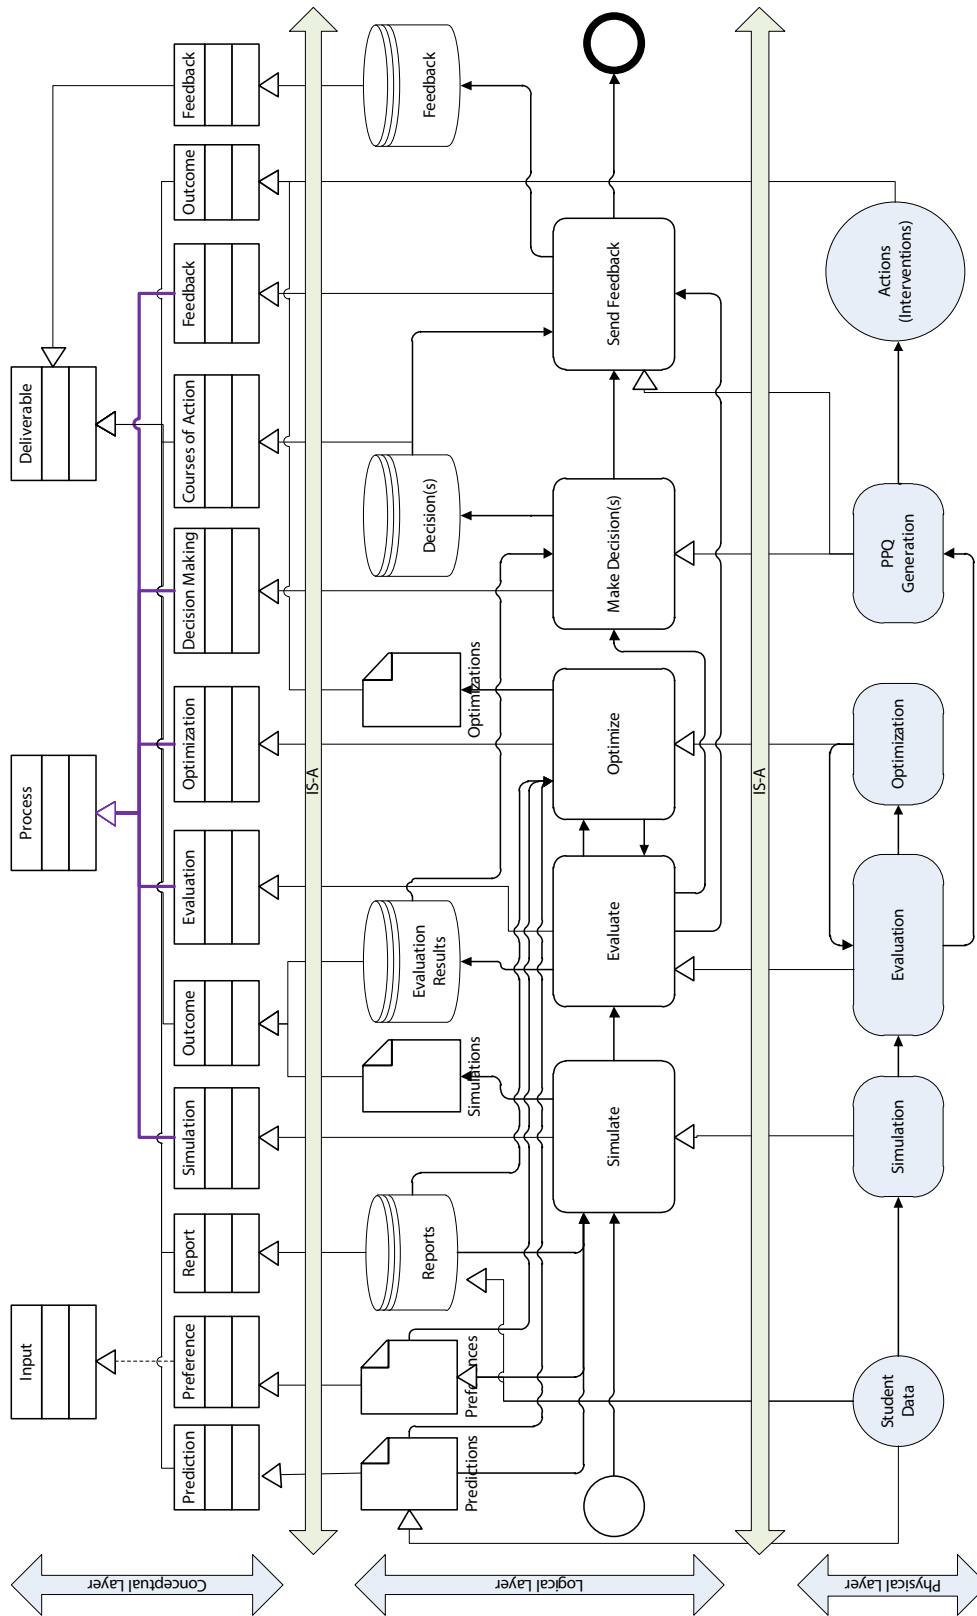 Conceptual Layer
Input
Process
Deliverable
Prediction
Preference
Report
Simulation
Outcome
Evaluation
Optimization
Decision Making
Courses of Action
Feedback
Outcome
Feedback
IS-A
Logical Layer
Predictions
Preferences
Reports
Simulations
Evaluation
Results
Optimizations
Decision(s)
Feedback
Simulate
Evaluate
Optimize
Make Decision(s)
Send Feedback
IS-A
Physical Layer
Student
Data
Simulation
Evaluation
Optimization
PPQ
Generation
Actions
(Interventions)